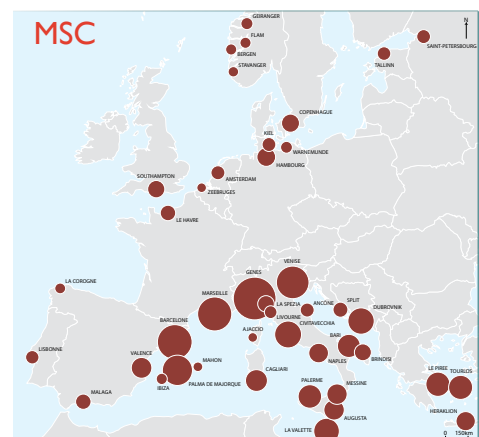 MSC
GEIRANGER
N
FLAM
BERGEN
SAINT-PETERSBOURG
TALLINN
STAVANGER
COPENHAGUE
KIEL
WARNEMUNDE
HAMBOURG
AMSTERDAM
SOUTHAMPTON
ZEEBRUGES
LE HAVRE
VENISE
GENES
LA COROGNE
MARSEILLE
LA SPEZIA
ANCÔNE
SPLIT
DUBROVNIK
LIVOURNE
BARCELONE
AJACCIO
CIVITAVECCHIA
BARI
LISBONNE
VALENCE
MAHON
NAPLES
BRINDISI
CAGLIARI
LE PIREE
TOURLOS
IBIZA
PALMA DE MAJORQUE
PALERME
MESSINE
MALAGA
HERAKLION
AUGUSTA
LA VALETTE
0 150km